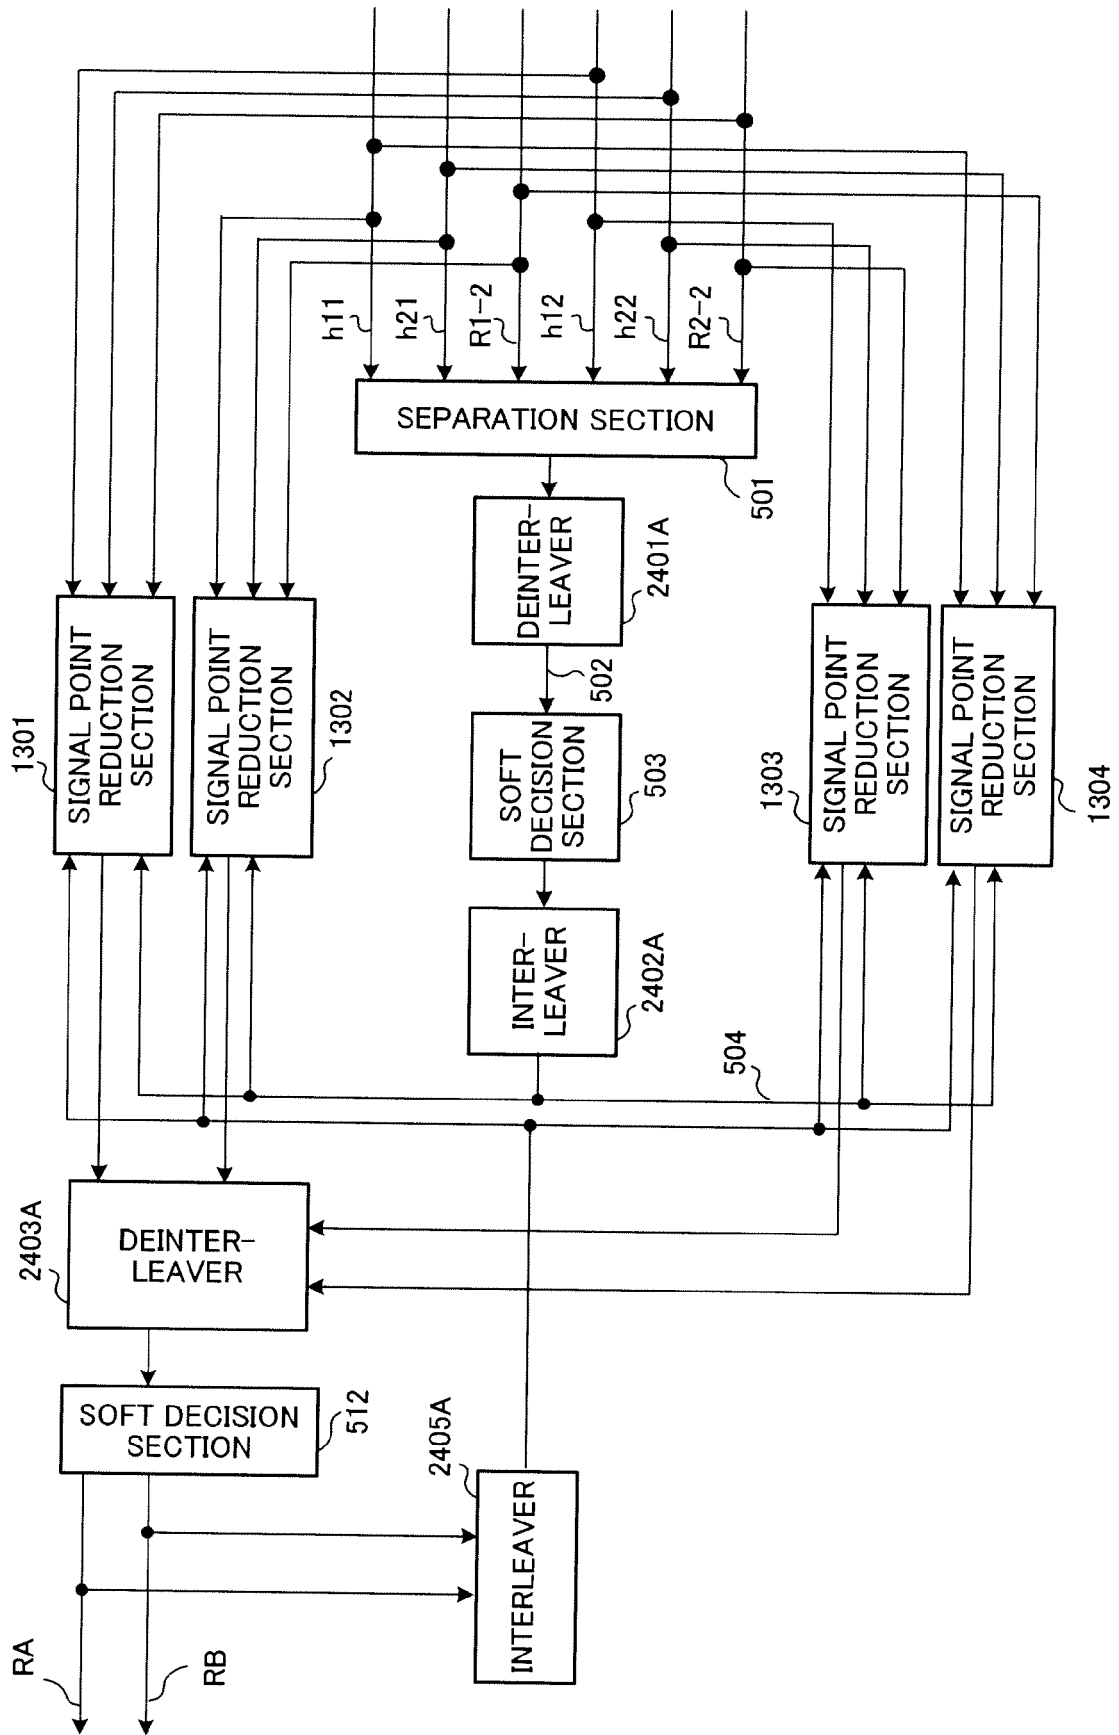 h11
h21
R1-2
h12
h22
R2-2
SEPARATION SECTION
501
DEINTER-
LEAVER
2401A
502
SOFT
DECISION
SECTION
503
INTER-
LEAVER
2402A
504
1301
SIGNAL POINT
REDUCTION
SECTION
SIGNAL POINT
REDUCTION
SECTION
1302
1303
SIGNAL POINT
REDUCTION
SECTION
SIGNAL POINT
REDUCTION
SECTION
1304
2403A
DEINTER-
LEAVER
SOFT DECISION
SECTION
512
2405A
INTERLEAVER
RA
RB